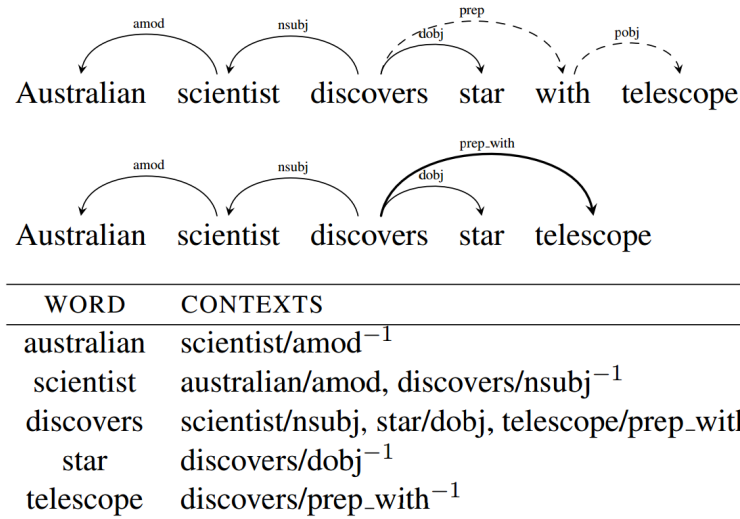 prep
amod nsubj dobj pobj
Australian scientist discovers star with telescope
prep_with
amod nsubj dobj
Australian scientist discovers star telescope
WORD CONTEXTS
australian scientist/amod⁻¹
scientist australian/amod, discovers/nsubj⁻¹
discovers scientist/nsubj, star/dobj, telescope/prep_with
star discovers/dobj⁻¹
telescope discovers/prep_with⁻¹